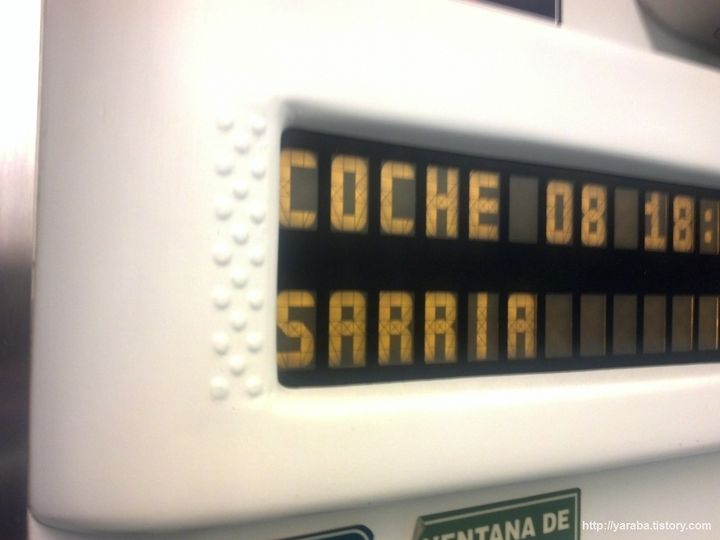 COCHE 08 18:
SARRIA
VENTANA DE
http://yaraba.tistory.com